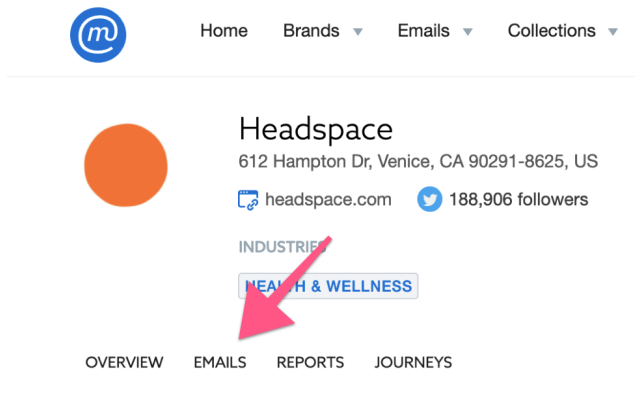 @m
Home Brands Emails Collections
Headspace
612 Hampton Dr, Venice, CA 90291-8625, US
headspace.com 188,906 followers
INDUSTRIES
HEALTH & WELLNESS
OVERVIEW EMAILS REPORTS JOURNEYS